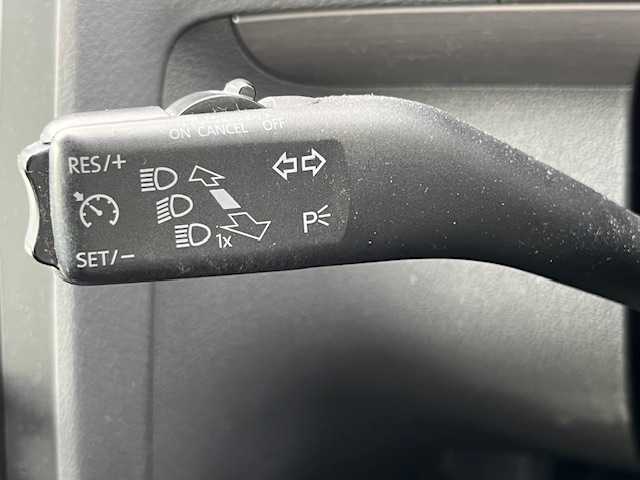 ON CANCEL OFF
RES/+
SET/-
1x
P